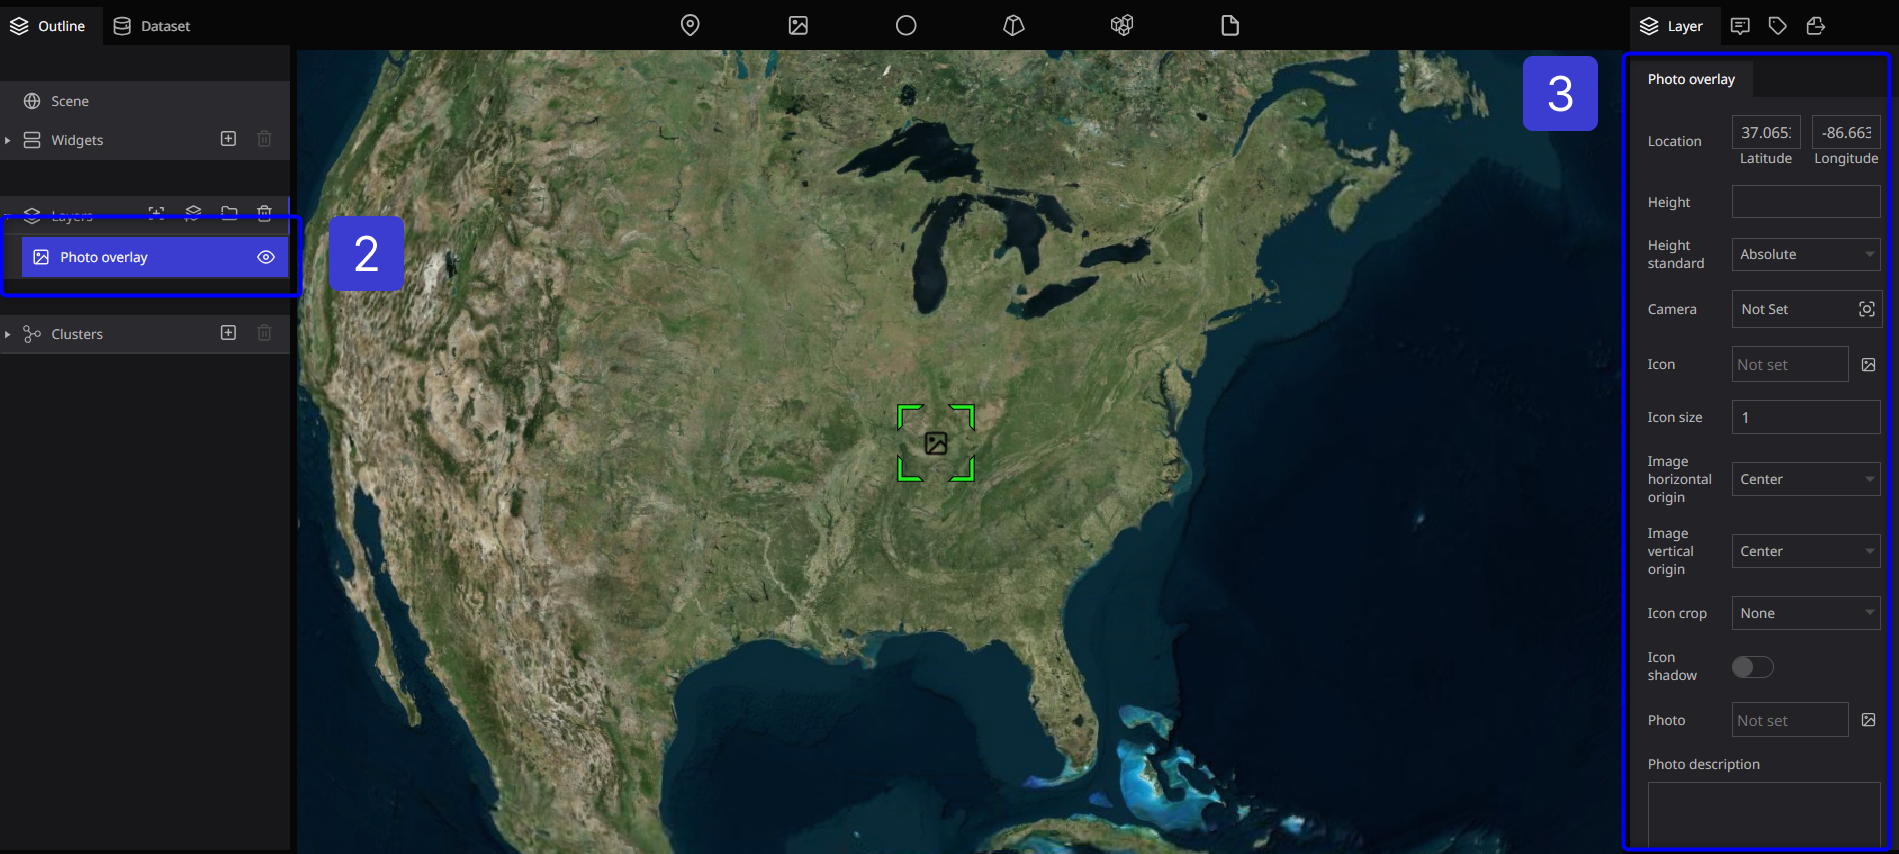 Outline
Dataset
Layer
Scene
Widgets
Layers
Photo overlay
Clusters
2
3
Photo overlay
Location
37.065
-86.663
Latitude
Longitude
Height
Height
standard
Absolute
Camera
Not Set
Icon
Not set
Icon size
1
Image
horizontal
origin
Center
Image
vertical
origin
Center
Icon crop
None
Icon
shadow
Photo
Not set
Photo description